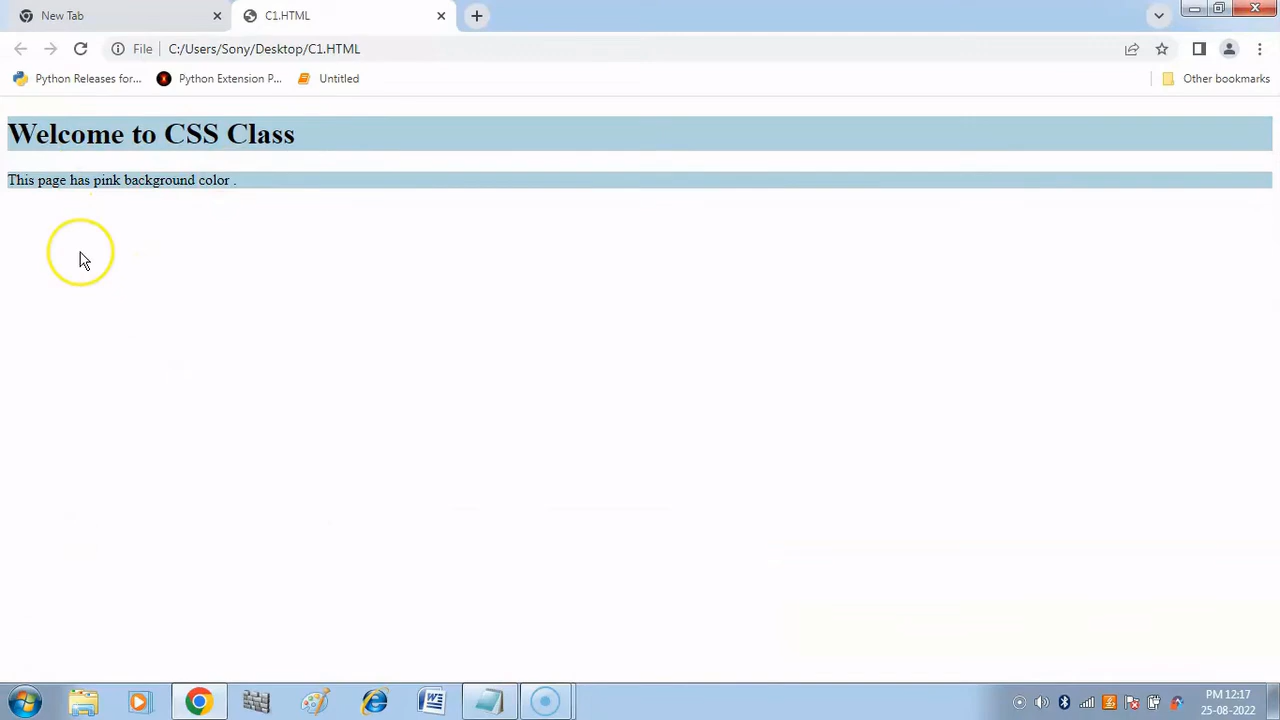 New Tab
C1.HTML
File
C:/Users/Sony/Desktop/C1.HTML
Python Releases for...
Python Extension P...
Untitled
Other bookmarks
Welcome to CSS Class
This page has pink background color .
PM 12:17
25-08-2022